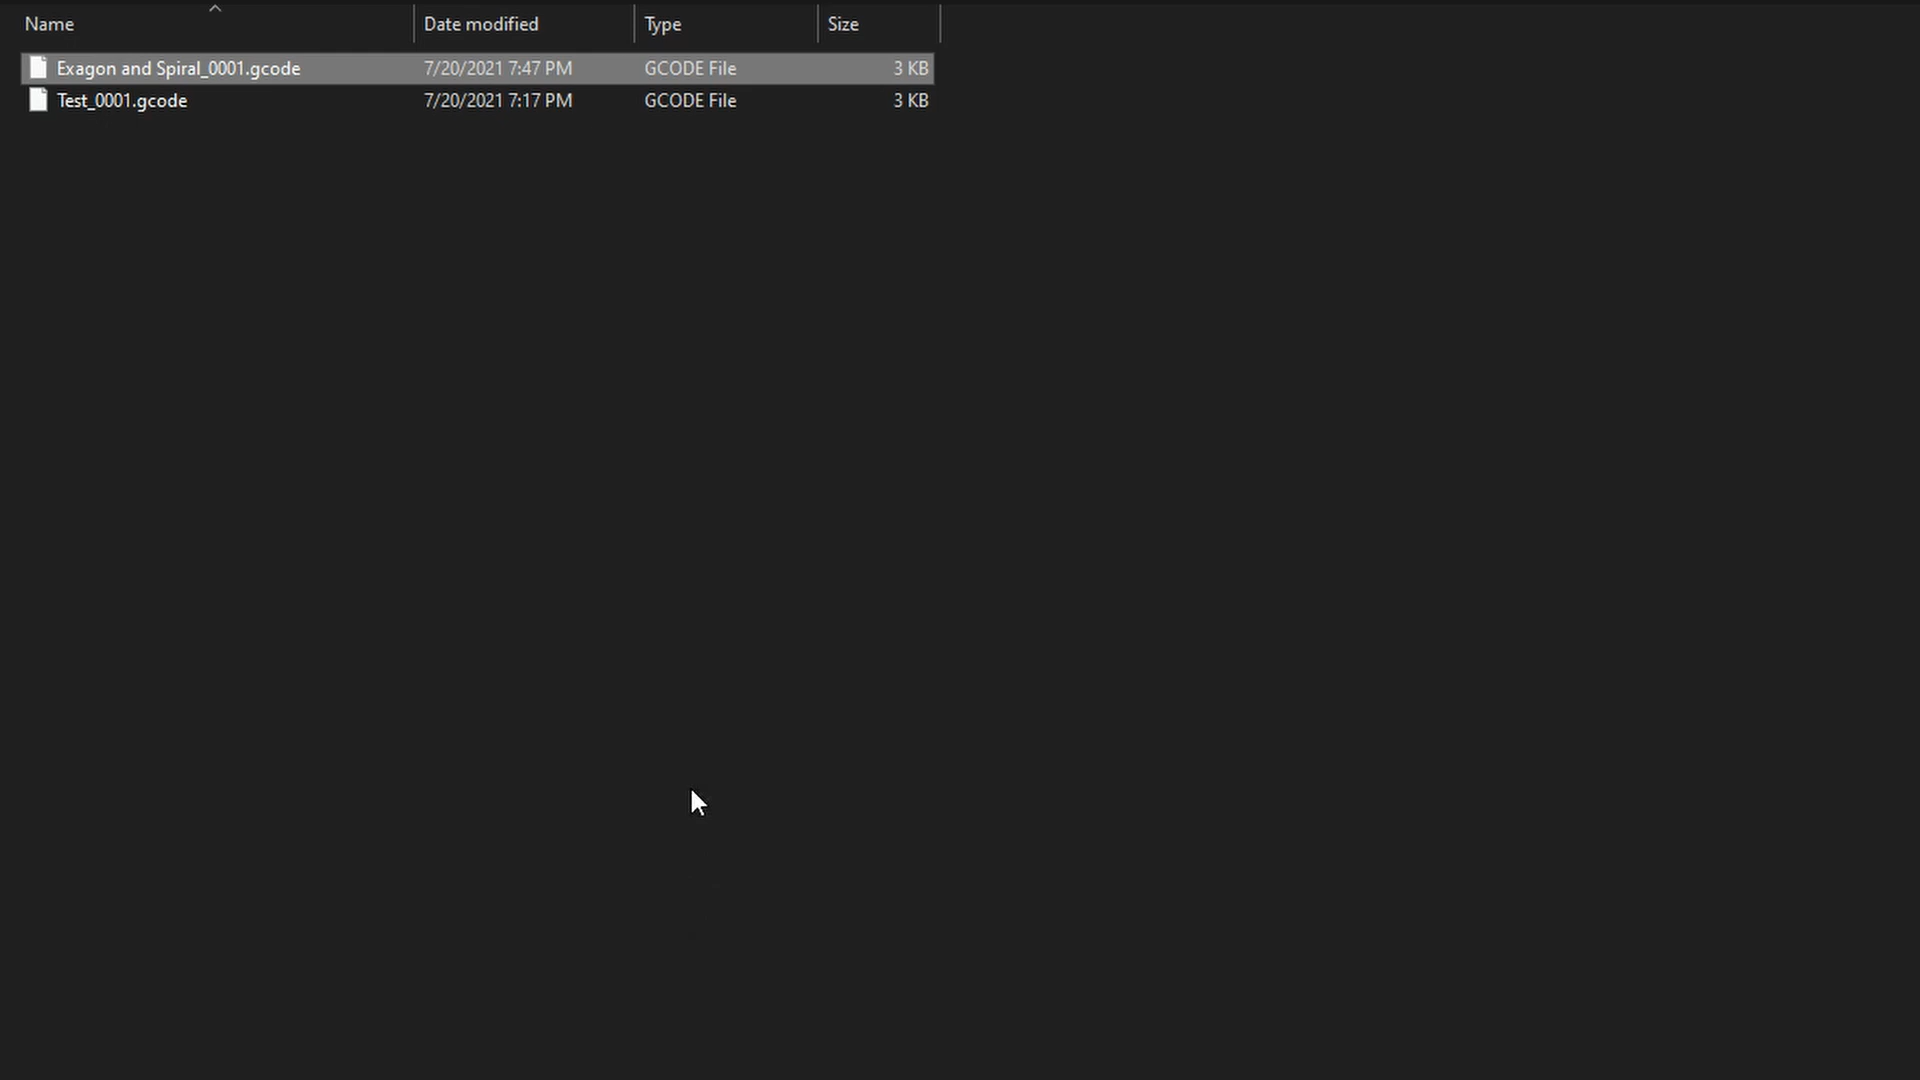 Name Date modified Type Size
Exagon and Spiral_0001.gcode 7/20/2021 7:47 PM GCODE File 3 KB
Test_0001.gcode 7/20/2021 7:17 PM GCODE File 3 KB